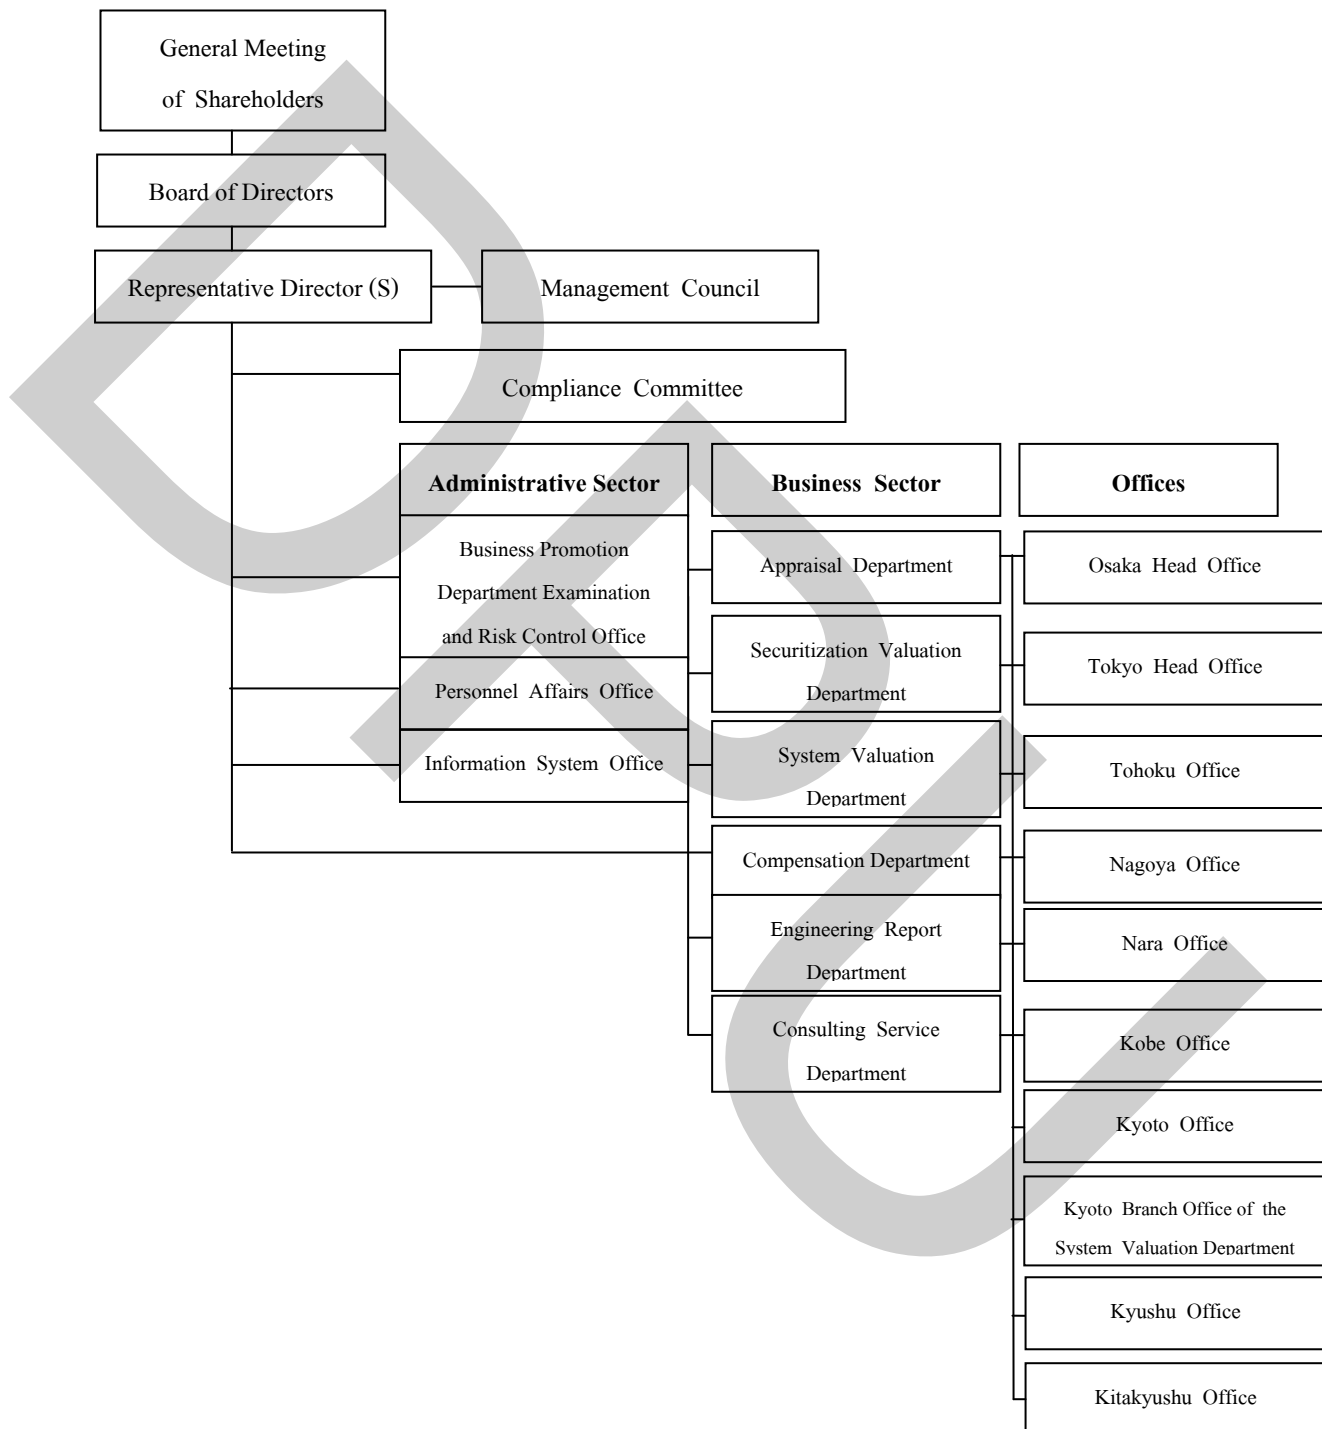 General Meeting
of Shareholders
Board of Directors
Representative Director (S)
Management Council
Compliance Committee
Administrative Sector
Business Promotion
Department Examination
and Risk Control Office
Personnel Affairs Office
Information System Office
Business Sector
Appraisal Department
Securitization Valuation
Department
System Valuation
Department
Compensation Department
Engineering Report
Department
Consulting Service
Department
Offices
Osaka Head Office
Tokyo Head Office
Tohoku Office
Nagoya Office
Nara Office
Kobe Office
Kyoto Office
Kyoto Branch Office of the
System Valuation Department
Kyushu Office
Kitakyushu Office